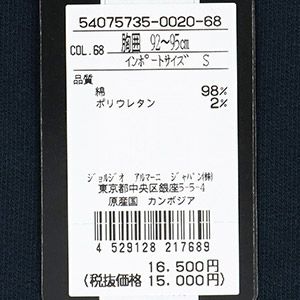 54075735-0020-68
COL.68 胸囲 92～95cm
インポートサイズ S
品質
綿 98%
ポリウレタン 2%
ジョルジオ アルマーニ ジャパン(株)
東京都中央区銀座5-5-4
原産国 カンボジア
4 529128 217689
16.500円
(税抜価格 15.000円)